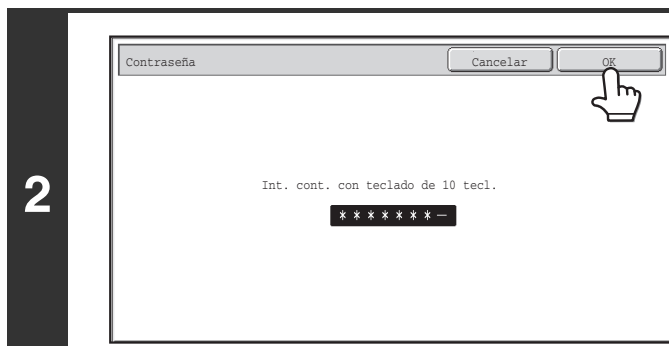 2
Contraseña Cancelar OK
Int. cont. con teclado de 10 tecl.
*******—